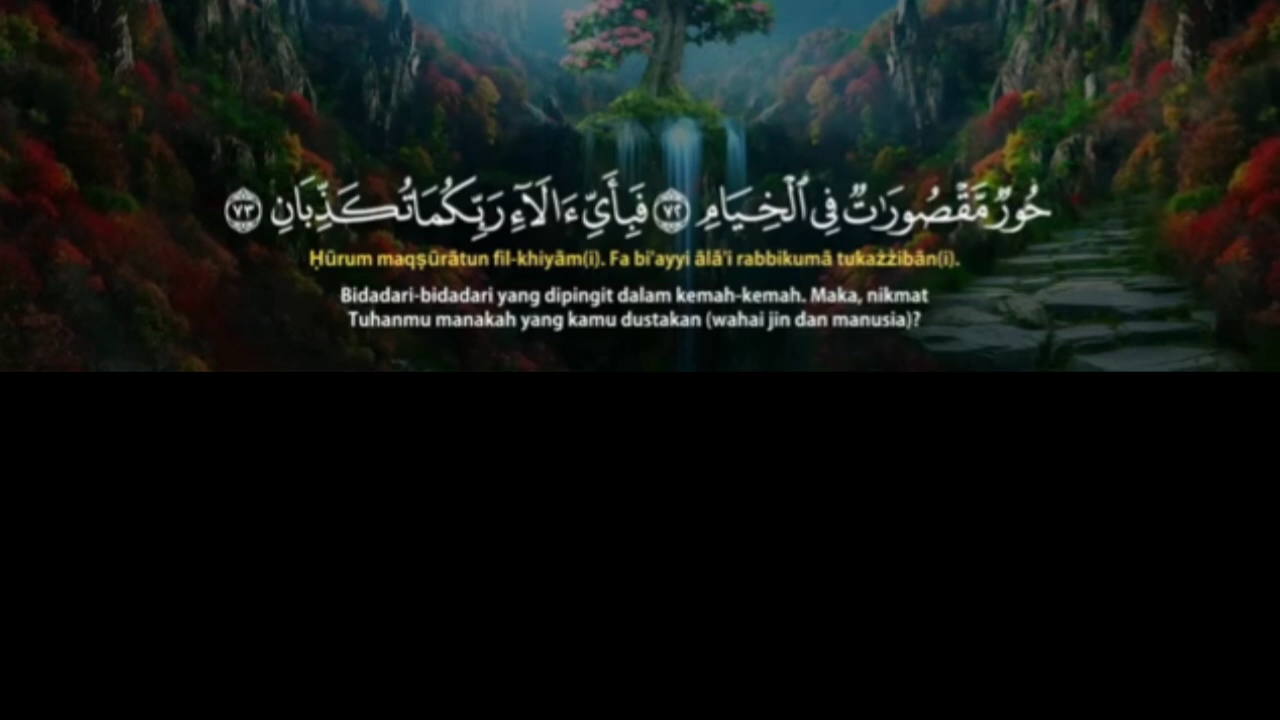 حُورٌ مَّقْصُورَٰتٌ فِى ٱلْخِيَامِ ٧٢ فَبِأَىِّ ءَالَآءِ رَبِّكُمَا تُكَذِّبَانِ ٧٣
Ḥūrum maqṣūrātun fil-khiyām(i). Fa bi'ayyi ālā'i rabbikumā tukażżibān(i).
Bidadari-bidadari yang dipingit dalam kemah-kemah. Maka, nikmat
Tuhanmu manakah yang kamu dustakan (wahai jin dan manusia)?